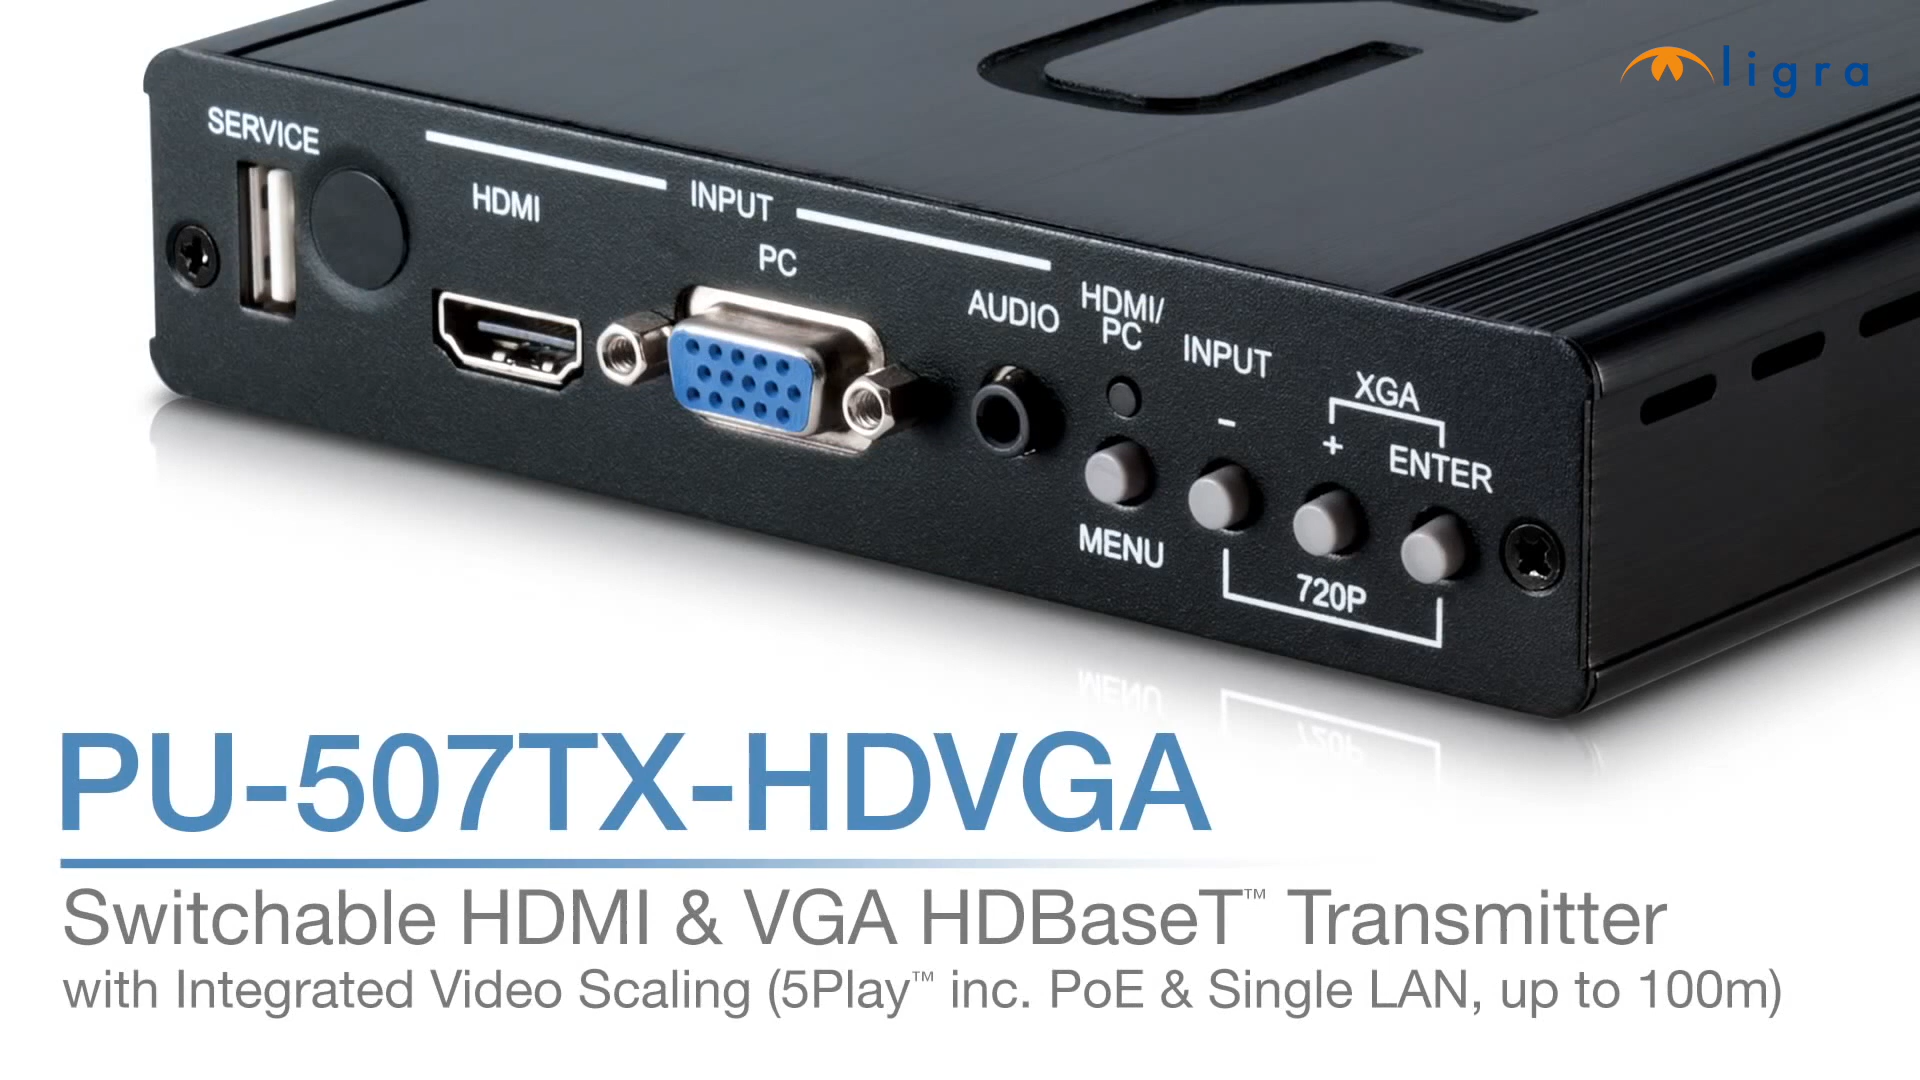 ligra
SERVICE
HDMI
INPUT
PC
AUDIO
HDMI/
PC
INPUT
XGA
-
+
ENTER
MENU
720P
PU-507TX-HDVGA
Switchable HDMI & VGA HDBaseT™ Transmitter
with Integrated Video Scaling (5Play™ inc. PoE & Single LAN, up to 100m)